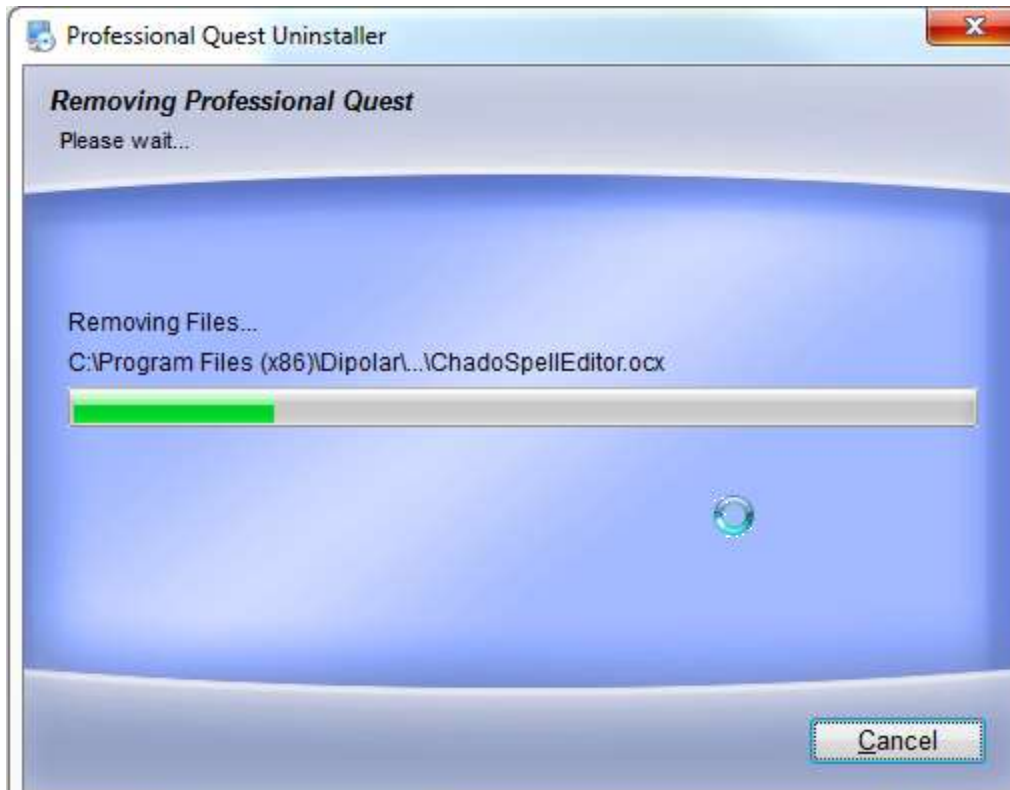 Professional Quest Uninstaller
Removing Professional Quest
Please wait...
Removing Files...
C:\Program Files (x86)\Dipolar\...\ChadoSpellEditor.ocx
Cancel